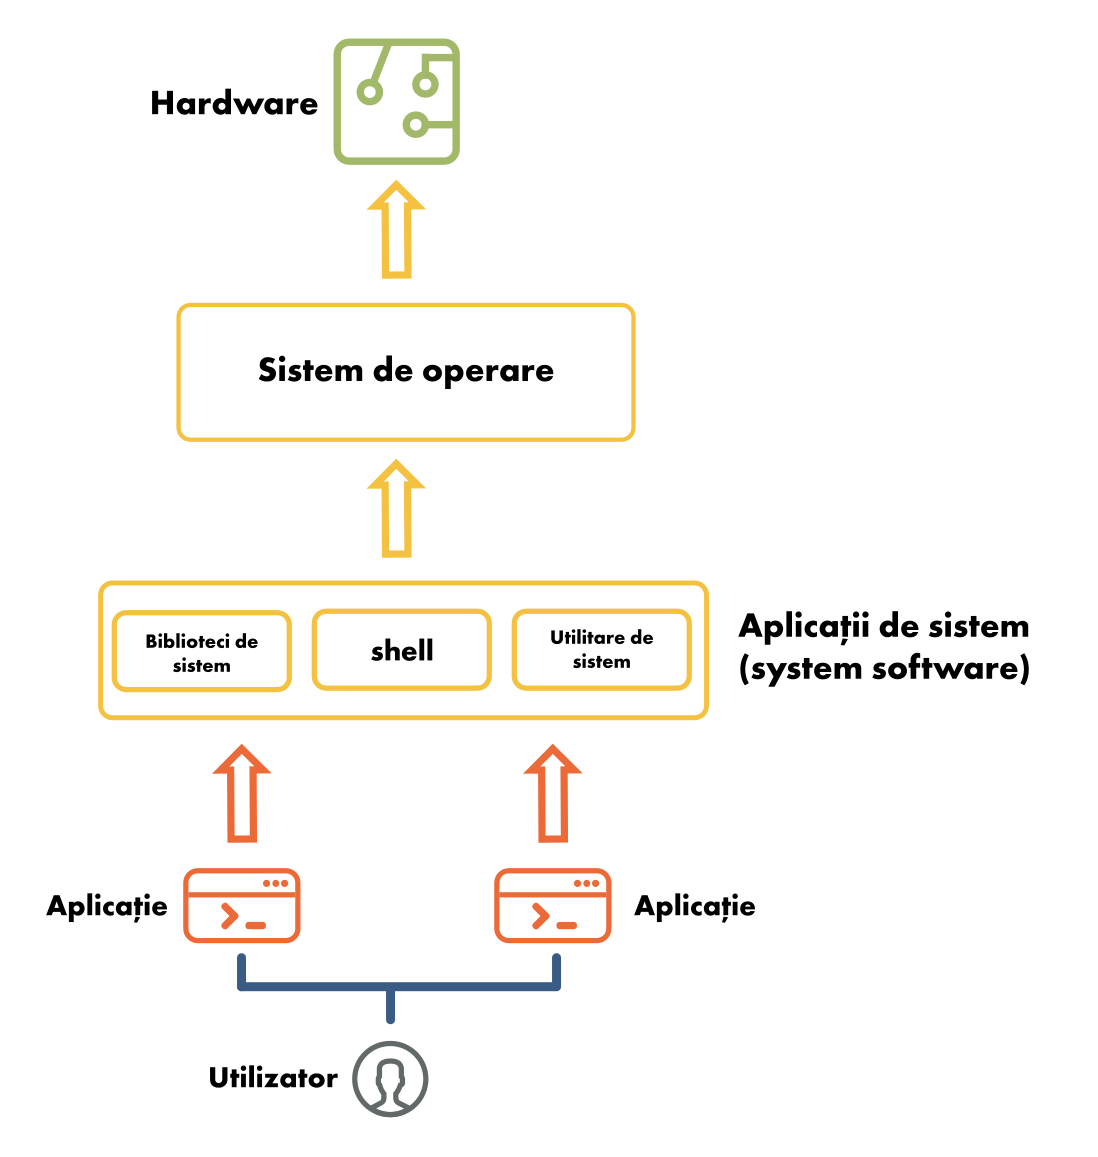 Hardware
Sistem de operare
Biblioteci de
sistem
shell
Utilitare de
sistem
Aplicații de sistem
(system software)
Aplicație
Aplicație
Utilizator